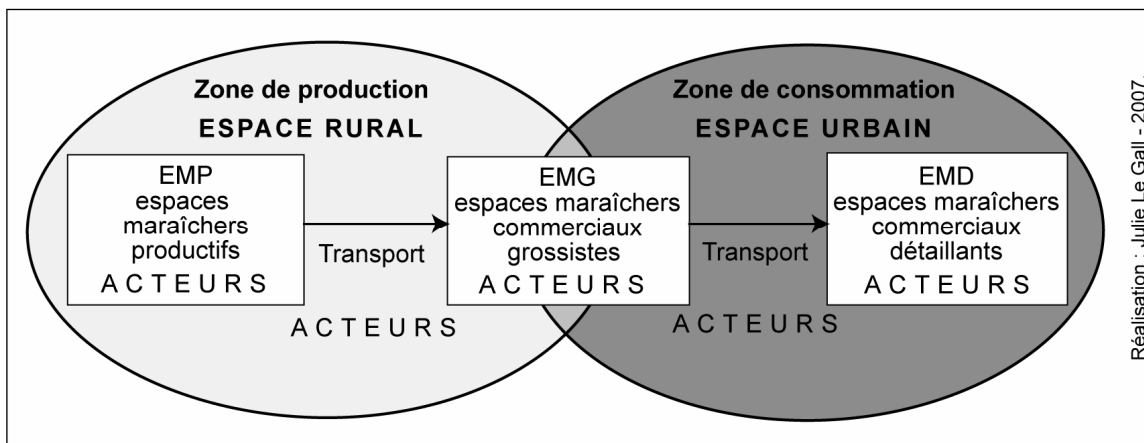 Zone de production
ESPACE RURAL
Zone de consommation
ESPACE URBAIN
EMP
espaces
maraîchers
productifs
ACTEURS
Transport
EMG
espaces maraîchers
commerciaux
grossistes
ACTEURS
Transport
EMD
espaces maraîchers
commerciaux
détaillants
ACTEURS
ACTEURS
ACTEURS
Réalisation : Julie Le Gall - 2007.